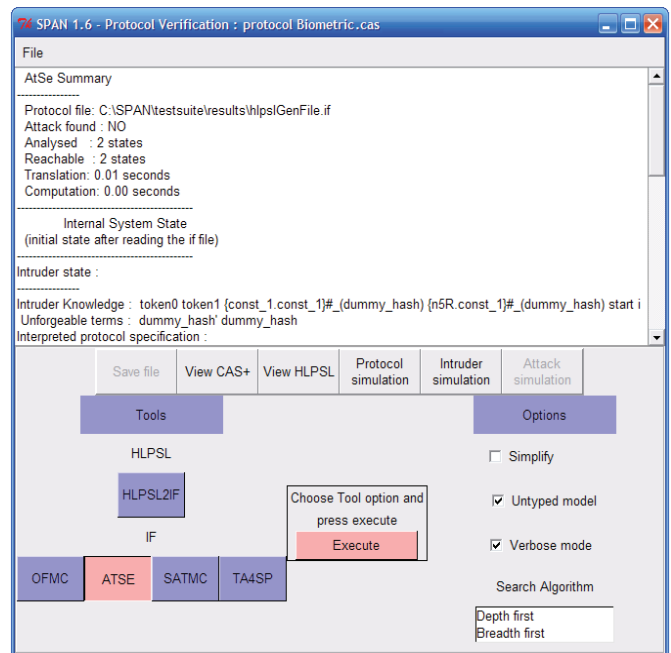 SPAN 1.6 - Protocol Verification : protocol Biometric.cas
File
AtSe Summary
----------------
Protocol file: C:\SPAN\testsuite\results\hlpslGenFile.if
Attack found : NO
Analysed : 2 states
Reachable : 2 states
Translation: 0.01 seconds
Computation: 0.00 seconds
--------------------------------------------
Internal System State
(initial state after reading the if file)
--------------------------------------------
Intruder state :
----------------
Intruder Knowledge : token0 token1 {const_1.const_1}#_(dummy_hash) {n5R.const_1}#_(dummy_hash) start i
Unforgeable terms : dummy_hash' dummy_hash
Interpreted protocol specification :
Save file
View CAS+
View HLPSL
Protocol simulation
Intruder simulation
Attack simulation
Tools
Options
HLPSL
Simplify
HLPSL2IF
Choose Tool option and
press execute
Untyped model
Execute
IF
Verbose mode
OFMC
ATSE
SATMC
TA4SP
Search Algorithm
Depth first
Breadth first